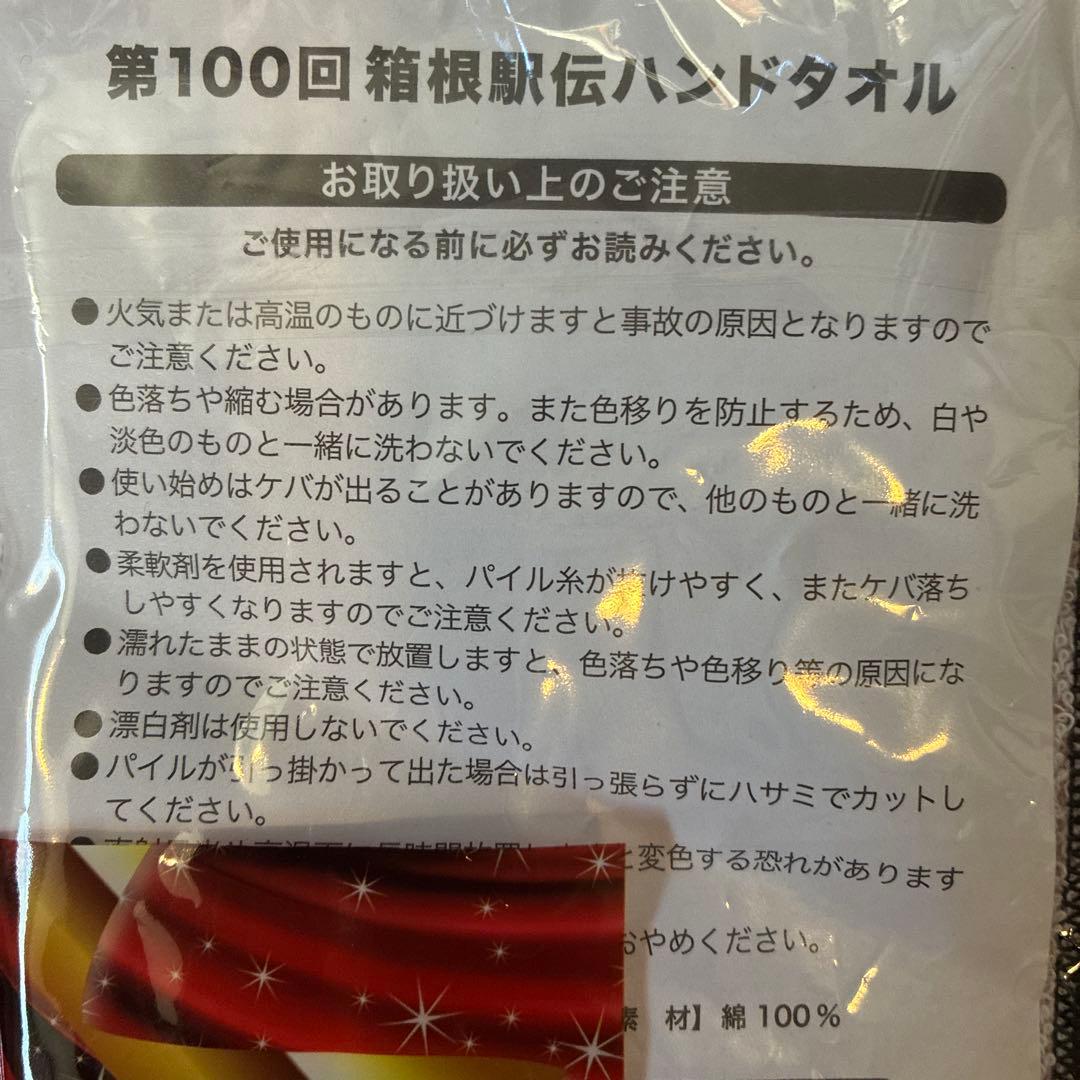 第100回 箱根駅伝ハンドタオル
お取り扱い上のご注意
ご使用になる前に必ずお読みください。
●火気または高温のものに近づけますと事故の原因となりますので
ご注意ください。
●色落ちや縮む場合があります。また色移りを防止するため、白や
淡色のものと一緒に洗わないでください。
●使い始めはケバが出ることがありますので、他のものと一緒に洗
わないでください。
●柔軟剤を使用されますと、パイル糸が抜けやすく、またケバ落ち
しやすくなりますのでご注意ください。
●濡れたままの状態で放置しますと、色落ちや色移り等の原因にな
りますのでご注意ください。
●漂白剤は使用しないでください。
●パイルが引っ掛かって出た場合は引っ張らずにハサミでカットし
てください。
と変色する恐れがあります
おやめください。
素 材】綿100%